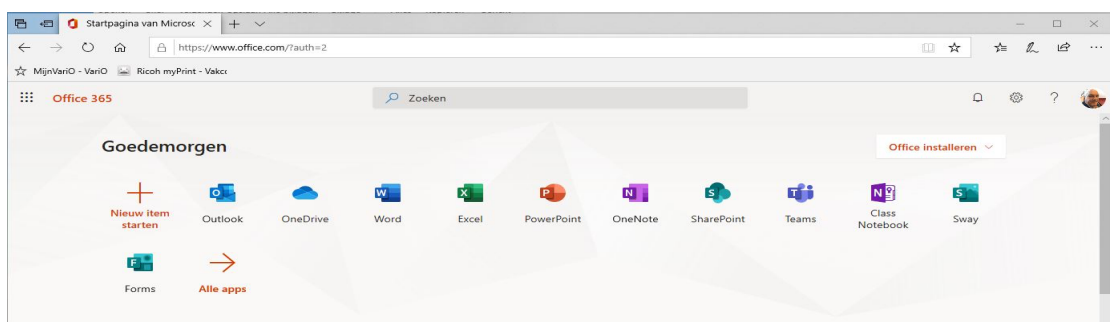 Startpagina van Microsc
https://www.office.com/?auth=2
MijnVariO - VariO Ricoh myPrint - Vakcc
Office 365
Zoeken
?
Goedemorgen
Office installeren
Nieuw item
starten
Outlook
OneDrive
Word
Excel
PowerPoint
OneNote
SharePoint
Teams
Class
Notebook
Sway
Forms
Alle apps